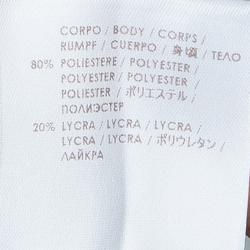 CORPO / BODY / CORPS /
RUMPF / CUERPO / 身頃 / ТЕЛО
80% POLIESTERE / POLYESTER /
POLYESTER / POLYESTER /
POLIESTER / ポリエステル /
ПОЛИЭСТЕР
20% LYCRA / LYCRA / LYCRA /
LYCRA / LYCRA / ポリウレタン /
ЛАЙКРА